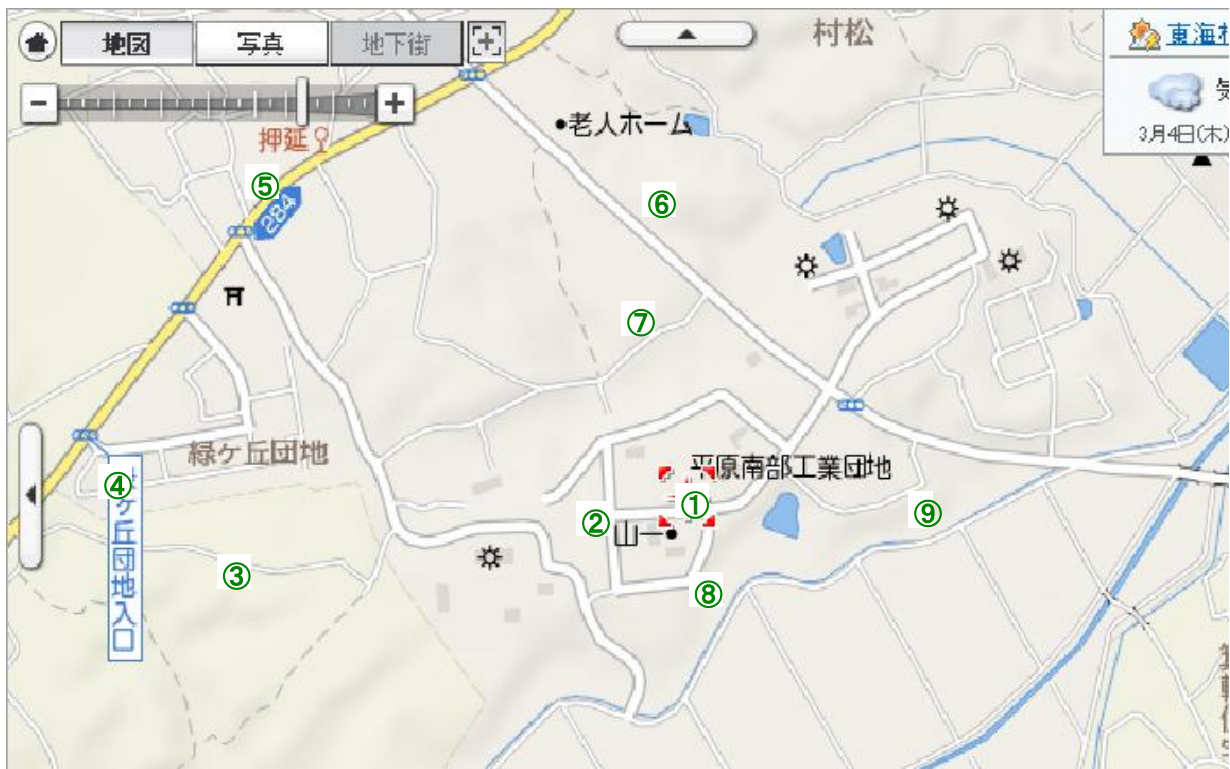 地図
写真
地下街
村松
東海
3月4日(木)
老人ホーム
押延
⑤
284
⑥
⑦
緑ケ丘団地
平原南部工業団地
④
ケ丘団地入口
①
②
⑨
山一
③
⑧